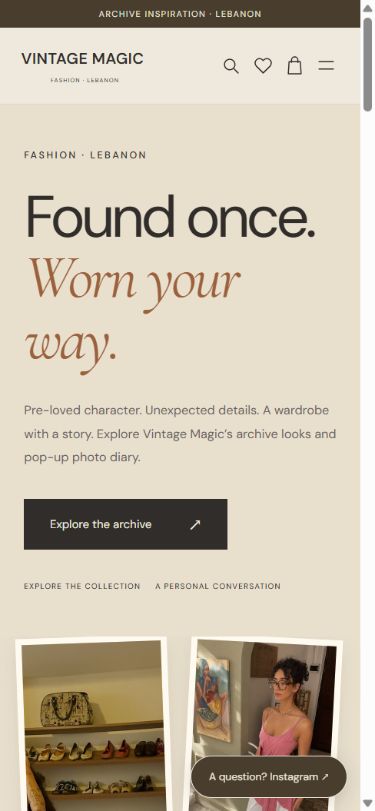 ARCHIVE INSPIRATION · LEBANON
VINTAGE MAGIC
FASHION · LEBANON
FASHION · LEBANON
Found once.
Worn your
way.
Pre-loved character. Unexpected details. A wardrobe
with a story. Explore Vintage Magic’s archive looks and
pop-up photo diary.
Explore the archive ↗
EXPLORE THE COLLECTION A PERSONAL CONVERSATION
A question? Instagram ↗